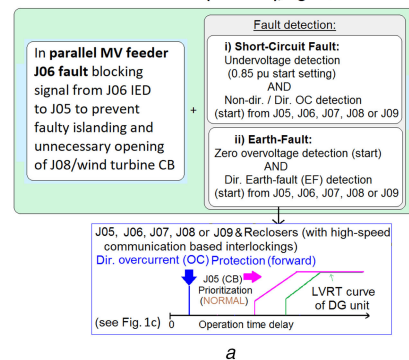 In parallel MV feeder
J06 fault blocking
signal from J06 IED
to J05 to prevent
faulty islanding and
unnecessary opening
of J08/wind turbine CB
+
Fault detection:
i) Short-Circuit Fault:
Undervoltage detection
(0.85 pu start setting)
AND
Non-dir. / Dir. OC detection
(start) from J05, J06, J07, J08 or J09
ii) Earth-Fault:
Zero overvoltage detection (start)
AND
Dir. Earth-fault (EF) detection
(start) from J05, J06, J07, J08 or J09
J05, J06, J07, J08 or J09 & Reclosers (with high-speed
communication based interlockings)
Dir. overcurrent (OC) Protection (forward)
J05 (CB)
Prioritization
(NORMAL)
LVRT curve
of DG unit
(see Fig. 1c)
0
Operation time delay
a